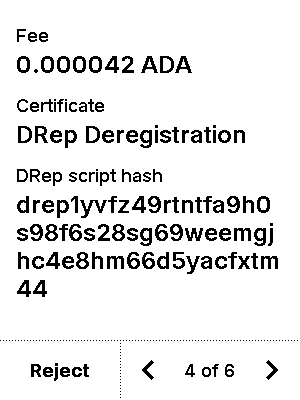 Fee
0.000042 ADA
Certificate
DRep Deregistration
DRep script hash
drep1yvfz49rtntfa9h0
s98f6s28sg69weemgj
hc4e8hm66d5yacfxtm
44
Reject
4 of 6